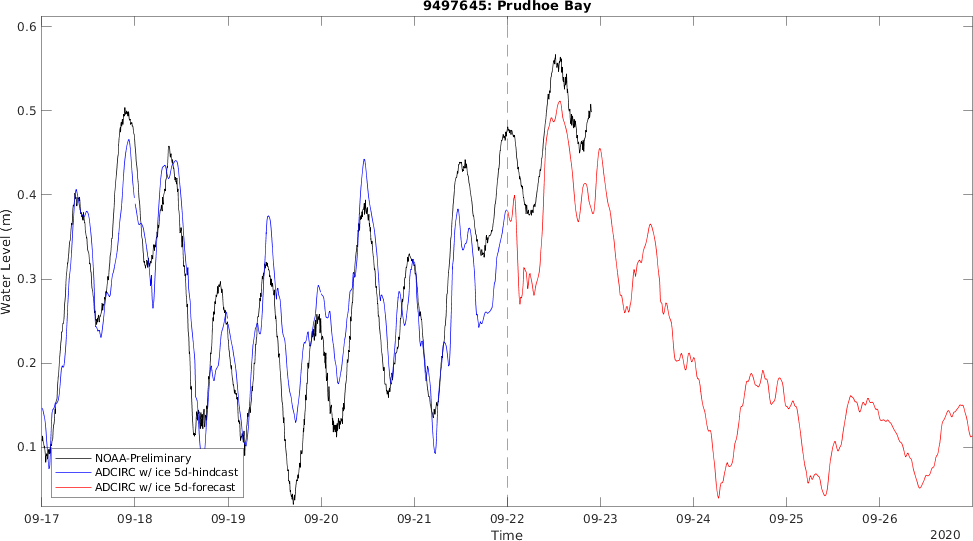 9497645: Prudhoe Bay
0.6
0.5
0.4
0.3
0.2
0.1
Water Level (m)
NOAA-Preliminary
ADCIRC w/ ice 5d-hindcast
ADCIRC w/ ice 5d-forecast
09-17 09-18 09-19 09-20 09-21 09-22 09-23 09-24 09-25 09-26
Time
2020